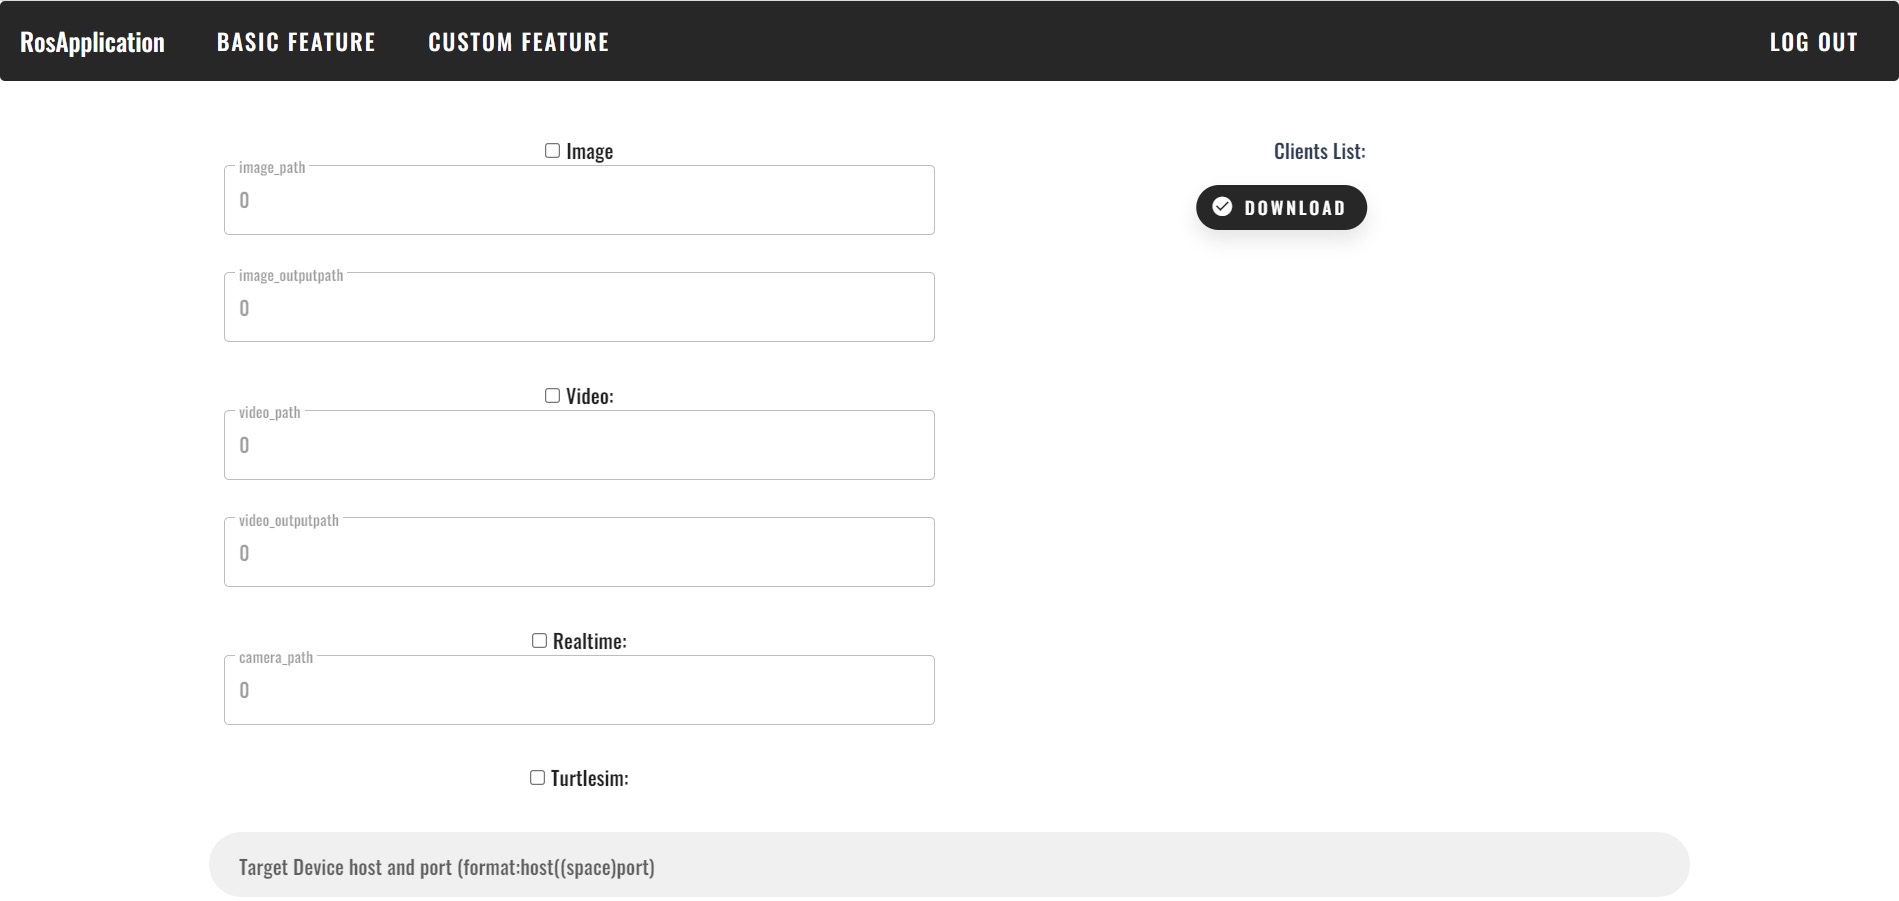 RosApplication BASIC FEATURE CUSTOM FEATURE LOG OUT
Image
image_path
0
image_outputpath
0
Video:
video_path
0
video_outputpath
0
Realtime:
camera_path
0
Turtlesim:
Clients List:
DOWNLOAD
Target Device host and port (format:host((space)port)